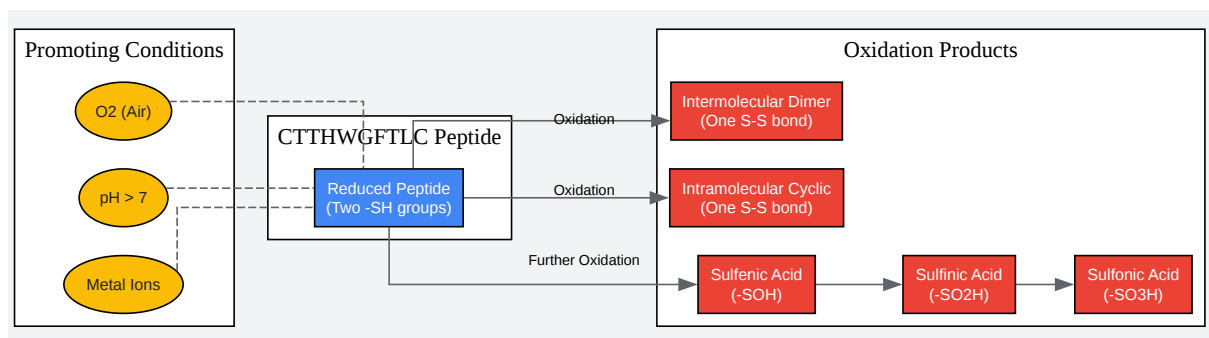 Promoting Conditions
O2 (Air)
pH > 7
Metal Ions
CTTHWGFTLC Peptide
Reduced Peptide
(Two -SH groups)
Oxidation
Oxidation
Further Oxidation
Oxidation Products
Intermolecular Dimer
(One S-S bond)
Intramolecular Cyclic
(One S-S bond)
Sulfenic Acid
(-SOH)
Sulfinic Acid
(-SO2H)
Sulfonic Acid
(-SO3H)